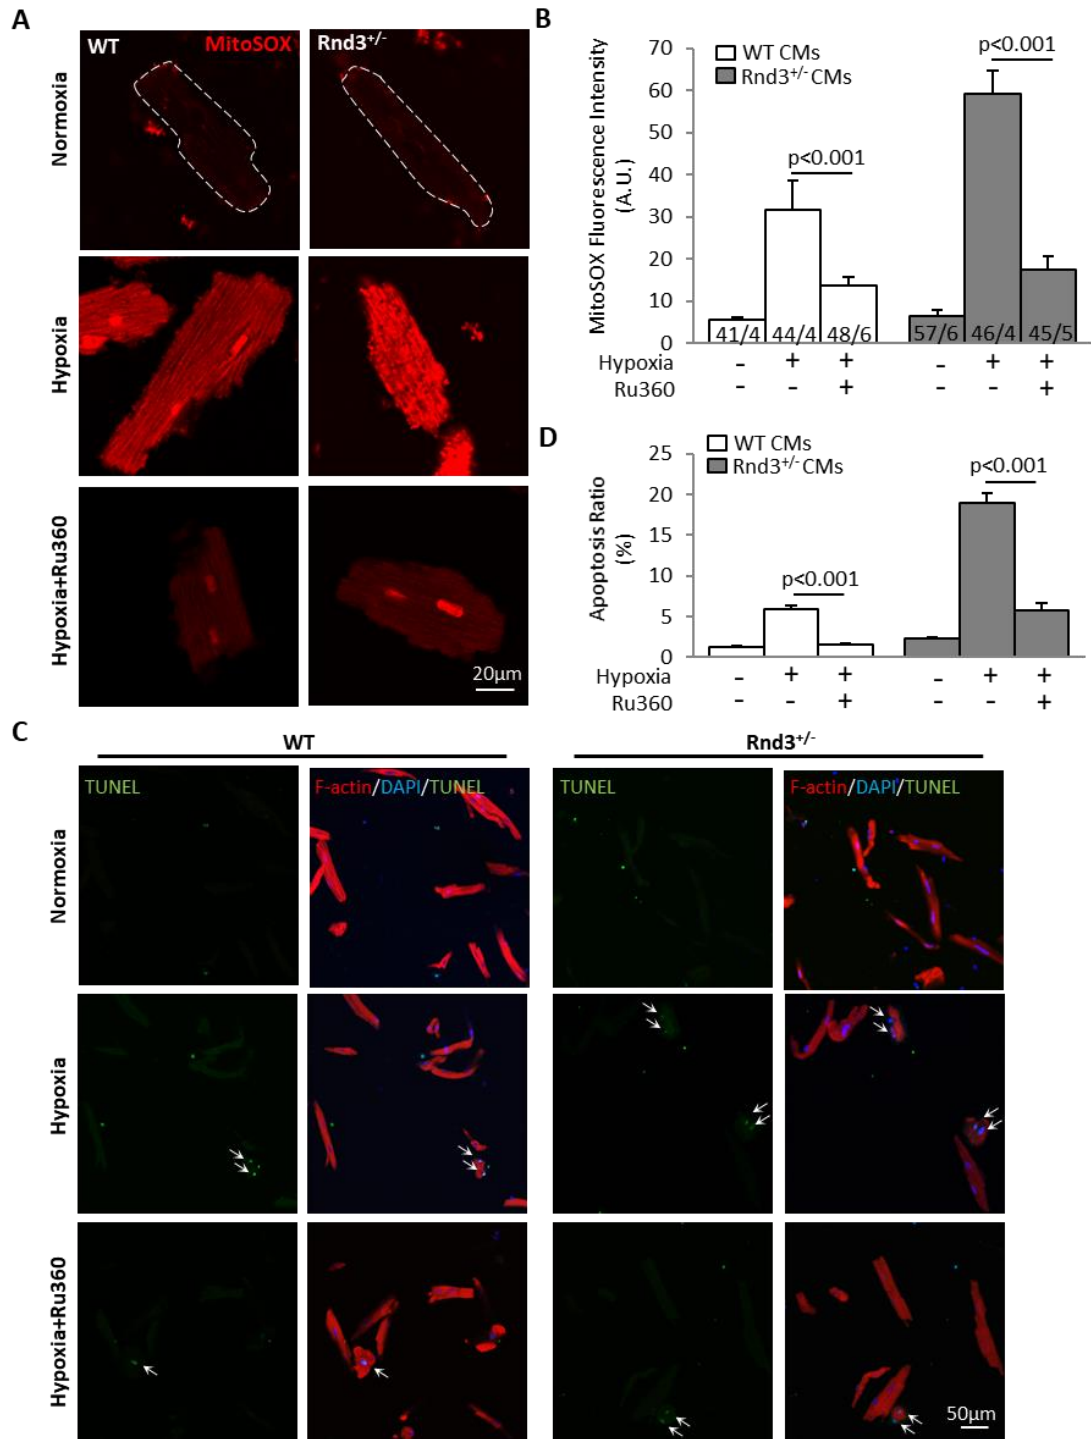 A
WT
MitoSOX
Rnd3+/-
Normoxia
Hypoxia
Hypoxia+Ru360
20µm
B
WT CMs
Rnd3+/- CMs
MitoSOX Fluorescence Intensity
(A.U.)
70
60
50
40
30
20
10
0
p<0.001
p<0.001
41/4 44/4 48/6 57/6 46/4 45/5
Hypoxia - + + - + +
Ru360 - - + - - +
D
WT CMs
Rnd3+/- CMs
Apoptosis Ratio
(%)
25
20
15
10
5
0
p<0.001
p<0.001
Hypoxia - + + - + +
Ru360 - - + - - +
C
WT
Rnd3+/-
TUNEL
F-actin/DAPI/TUNEL
TUNEL
F-actin/DAPI/TUNEL
Normoxia
Hypoxia
Hypoxia+Ru360
50µm